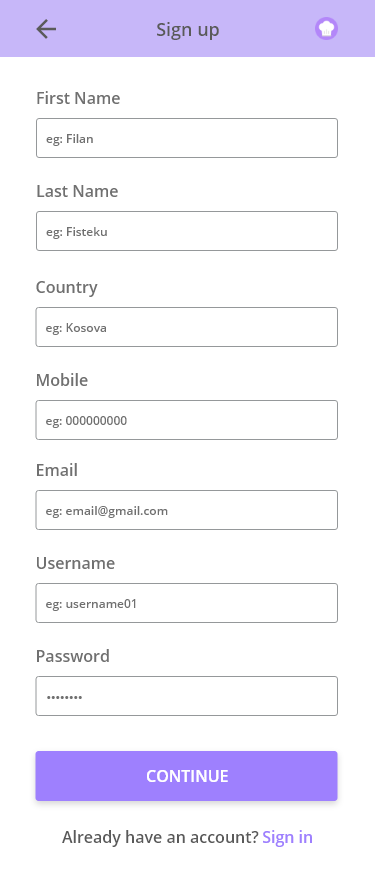 Sign up
First Name
eg: Filan
Last Name
eg: Fisteku
Country
eg: Kosova
Mobile
eg: 000000000
Email
eg: email@gmail.com
Username
eg: username01
Password
••••••••
CONTINUE
Already have an account? Sign in